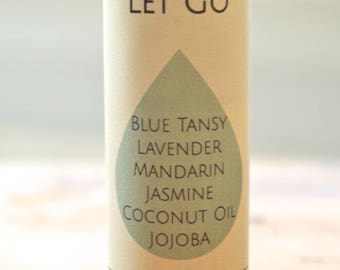 LET GO
BLUE TANSY
LAVENDER
MANDARIN
JASMINE
COCONUT OIL
JOJOBA